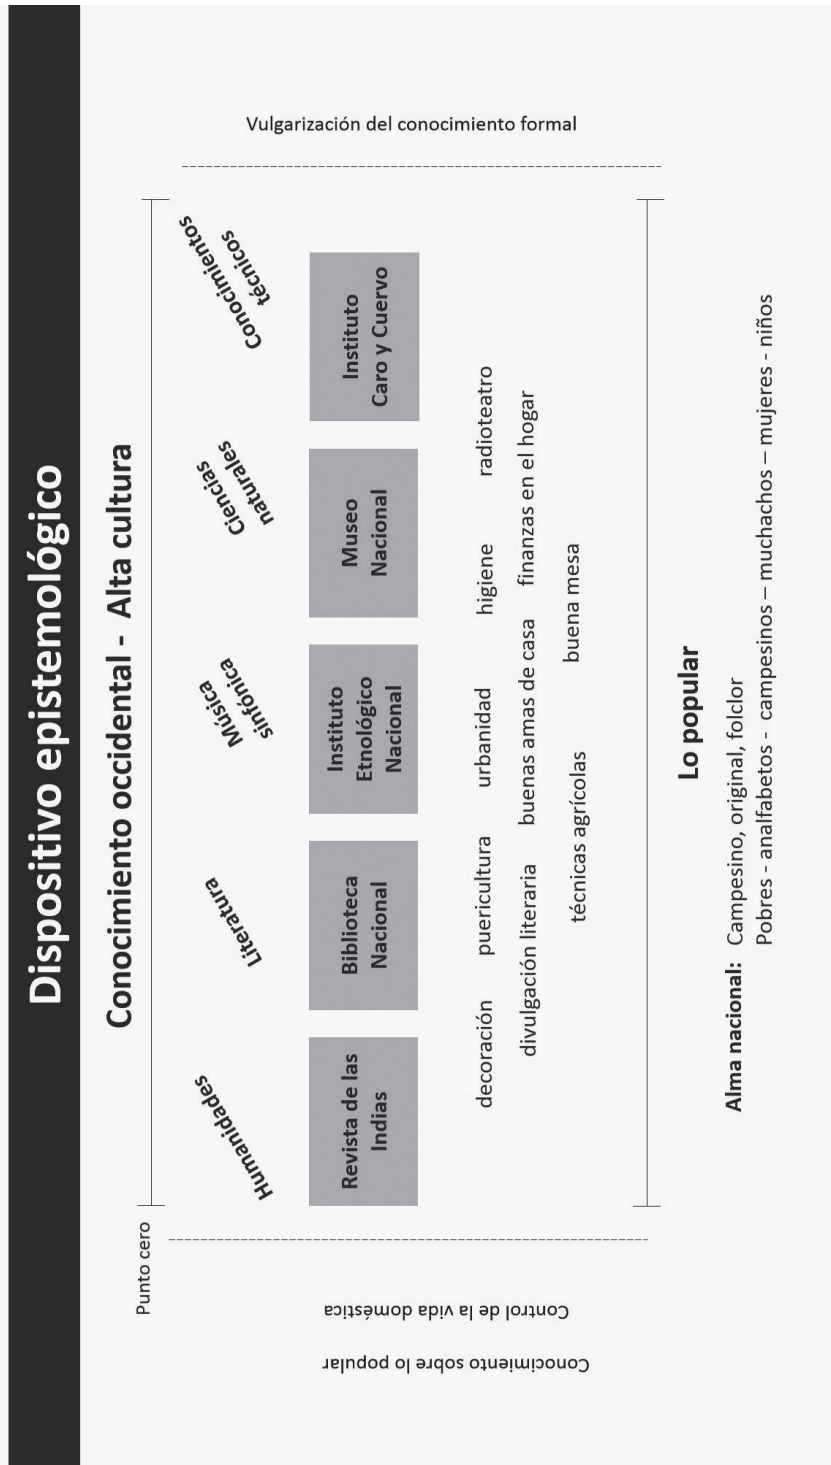 Dispositivo epistemológico
Conocimiento occidental - Alta cultura
Punto cero
Humanidades
Literatura
Música
sinfónica
Ciencias
naturales
Conocimientos
técnicos
Revista de las
Indias
Biblioteca
Nacional
Instituto
Etnológico
Nacional
Museo
Nacional
Instituto
Caro y Cuervo
decoración puericultura urbanidad higiene radioteatro
divulgación literaria buenas amas de casa finanzas en el hogar
técnicas agrícolas buena mesa
Conocimiento sobre lo popular
Control de la vida doméstica
Vulgarización del conocimiento formal
Lo popular
Alma nacional: Campesino, original, folclor
Pobres - analfabetos - campesinos – muchachos – mujeres - niños